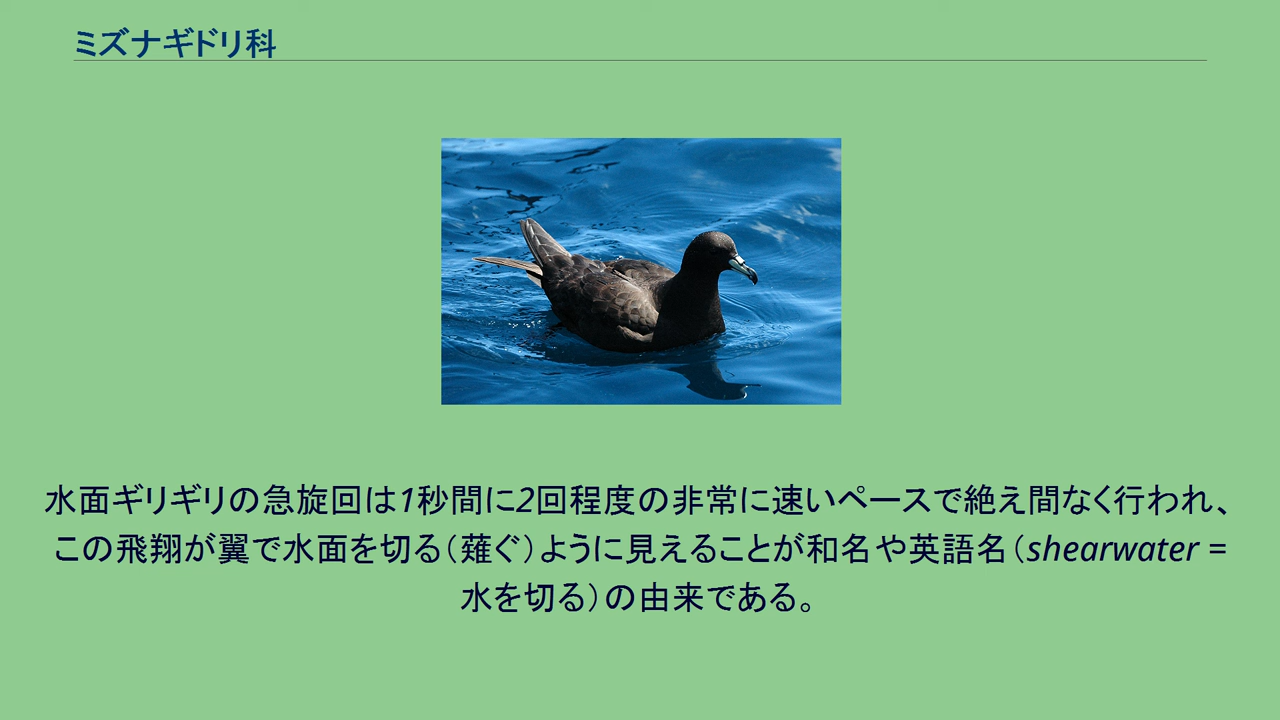 ミズナギドリ科
水面ギリギリの急旋回は1秒間に2回程度の非常に速いペースで絶え間なく行われ、
この飛翔が翼で水面を切る（薙ぐ）ように見えることが和名や英語名（shearwater =
水を切る）の由来である。